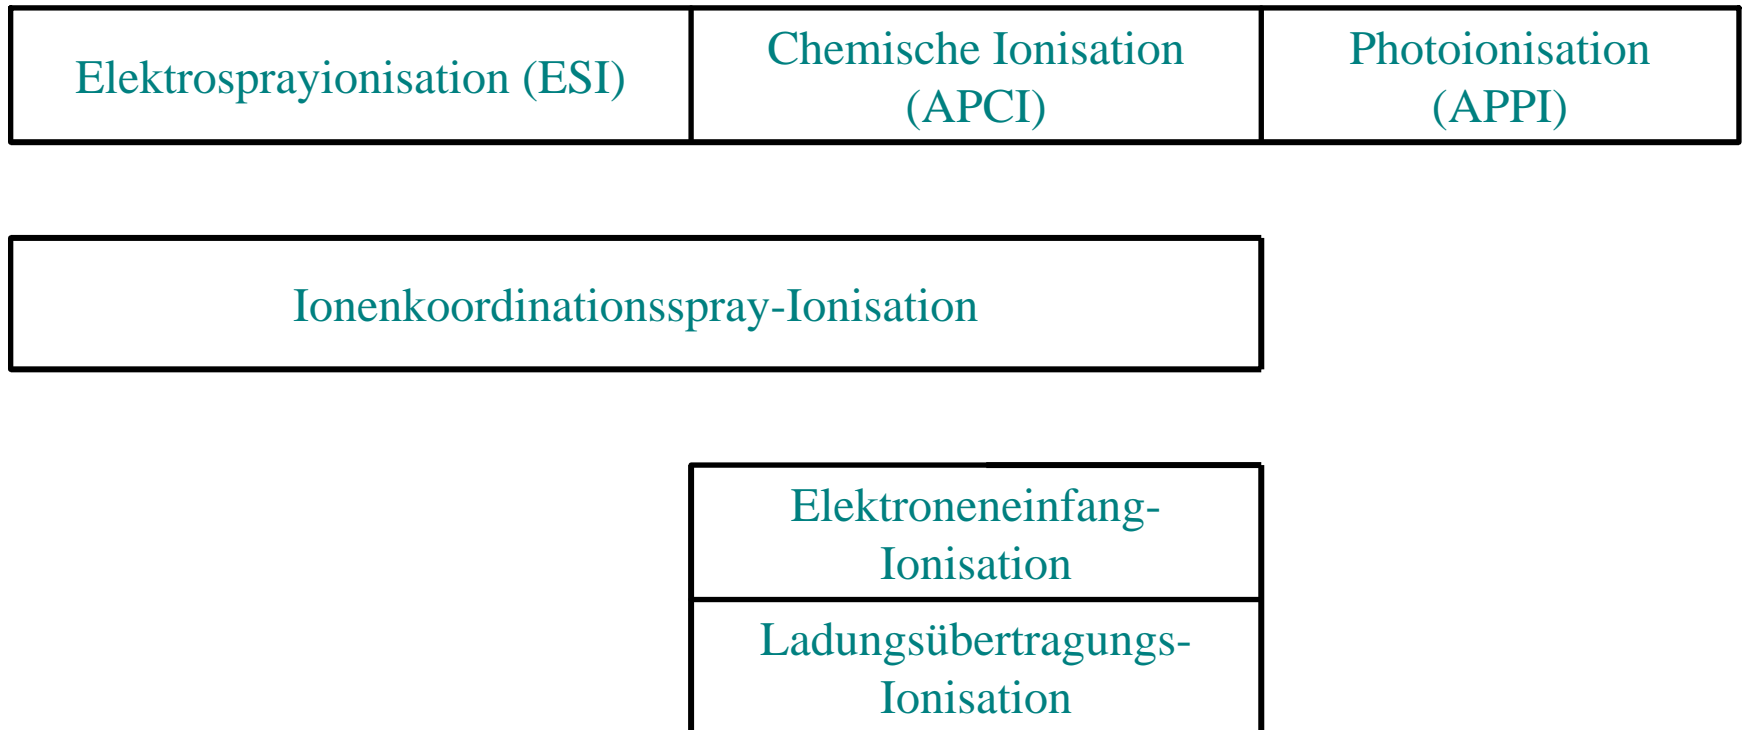 Elektrosprayionisation (ESI)
Chemische Ionisation
(APCI)
Photoionisation
(APPI)
Ionenkoordinationsspray-Ionisation
Elektroneneinfang-
Ionisation
Ladungsübertragungs-
Ionisation